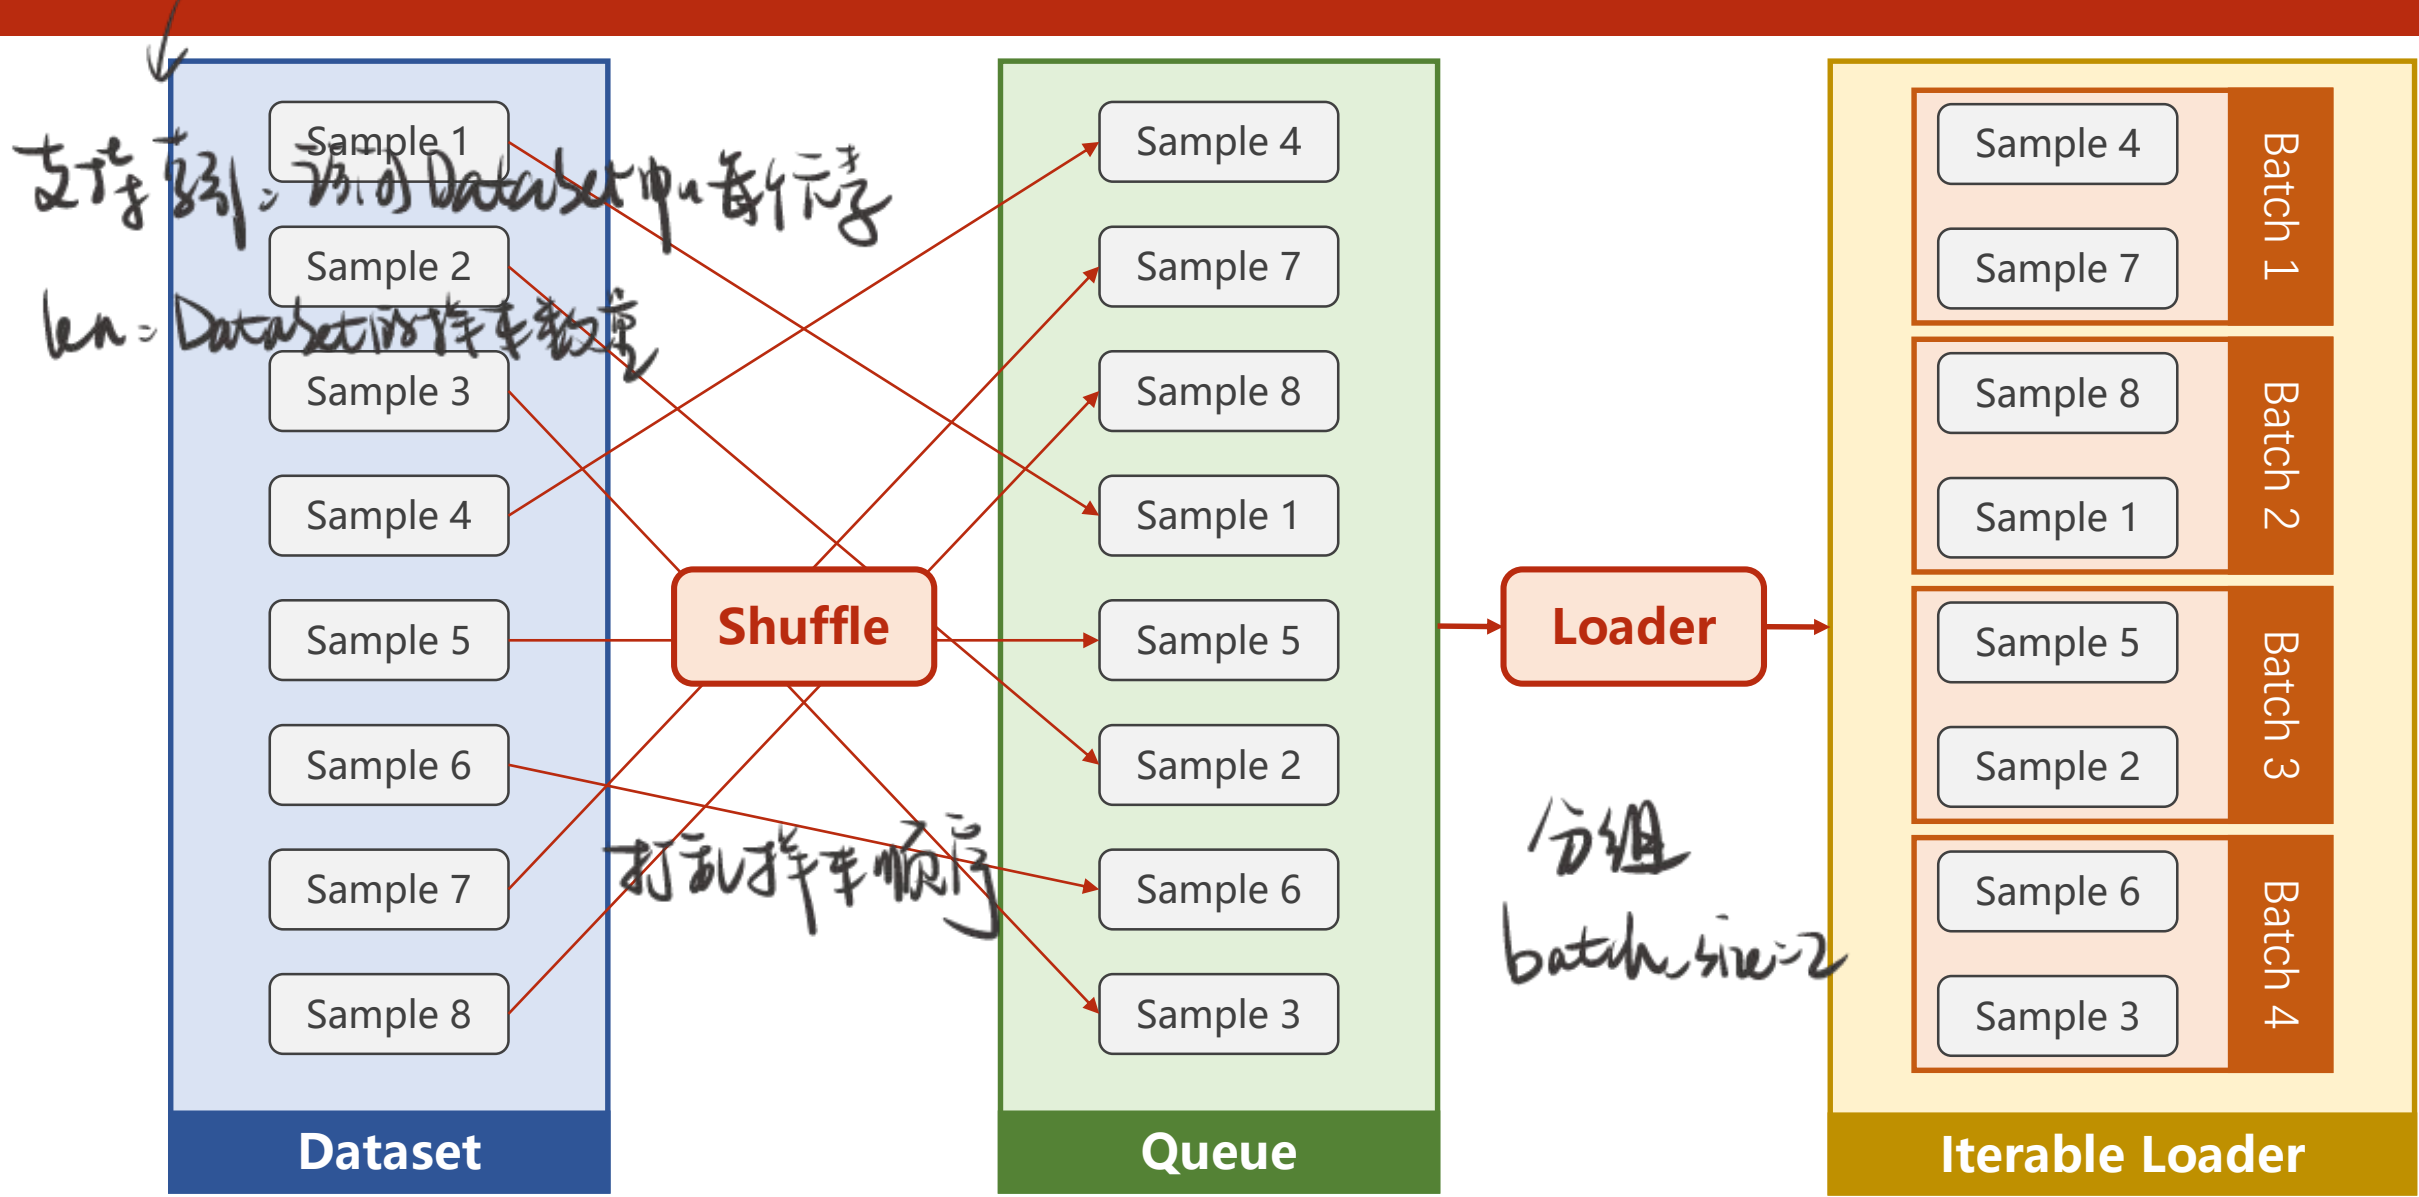 Sample 1
支持索引：访问Dataset中每个元素
Sample 2
len：Dataset的样本数量
Sample 3
Sample 4
Sample 5
Sample 6
Sample 7
Sample 8
Dataset
Shuffle
打乱样本顺序
Sample 4
Sample 7
Sample 8
Sample 1
Sample 5
Sample 2
Sample 6
Sample 3
Queue
Loader
分组
batch_size=2
Sample 4
Sample 7
Batch 1
Sample 8
Sample 1
Batch 2
Sample 5
Sample 2
Batch 3
Sample 6
Sample 3
Batch 4
Iterable Loader